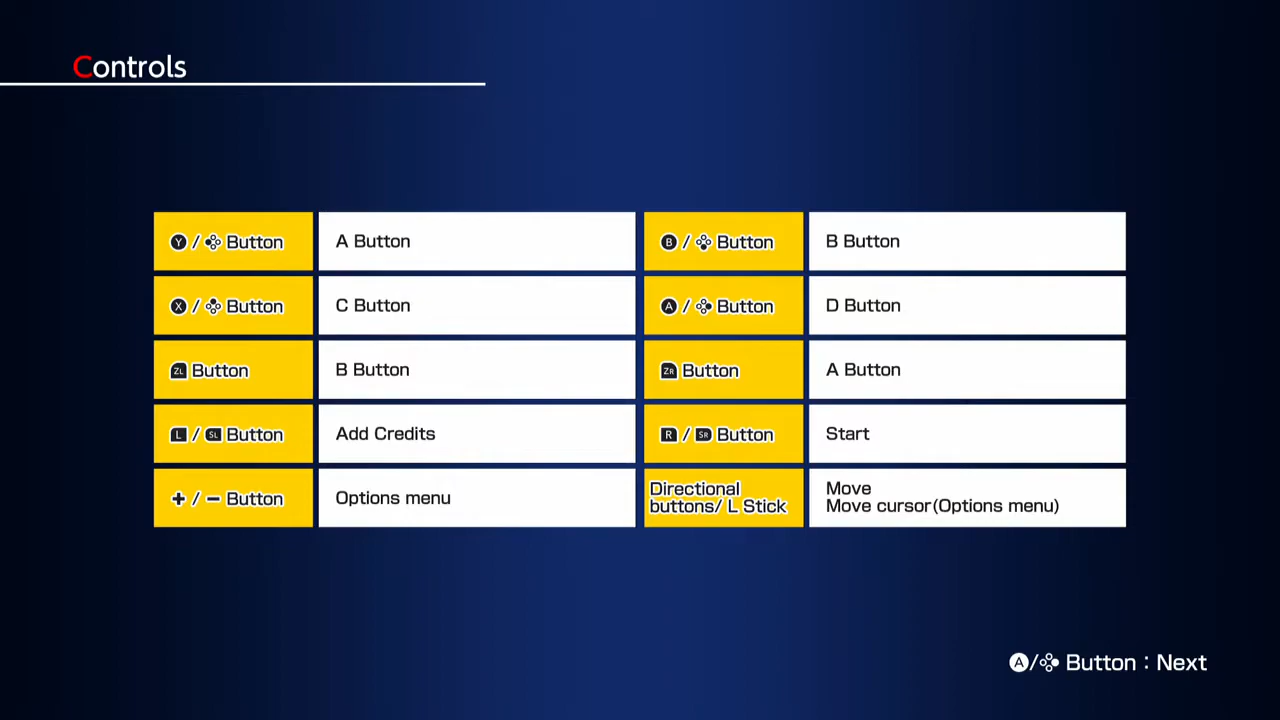 Controls
Y / Button A Button B / Button B Button
X / Button C Button A / Button D Button
ZL Button B Button ZR Button A Button
L / SL Button Add Credits R / SR Button Start
+ / − Button Options menu Directional buttons/ L Stick Move
Move cursor(Options menu)
A/ Button : Next